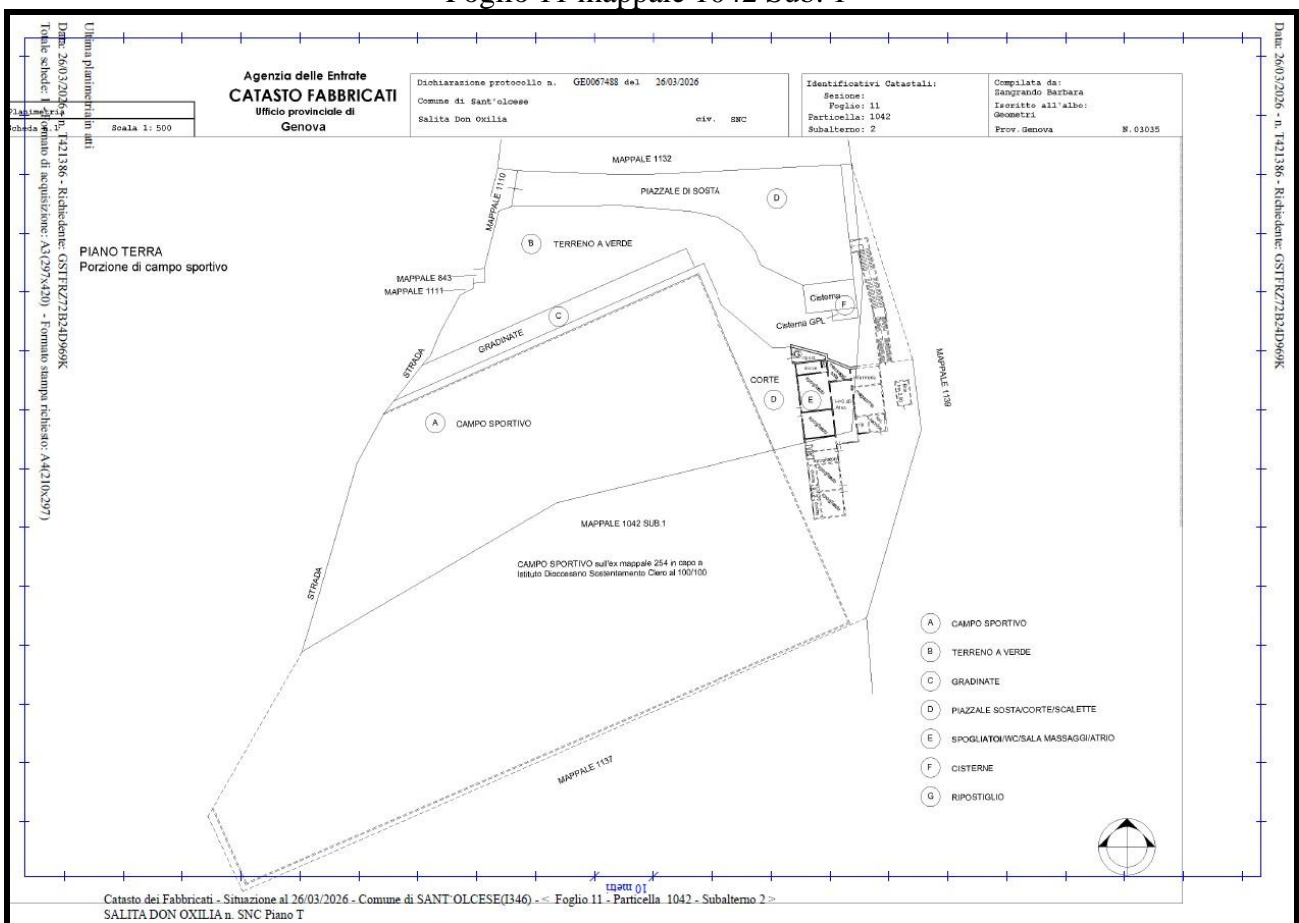 Foglio 11 mappale 1042 Sub. 1
Data: 26/03/2026 - n. T421386 - Richiedente: GSTFRZ72B24D969K
Totale schede: 1 - Formato di acquisizione: A3(297x420) - Formato stampa richiesto: A4(210x297)
Ultima planimetria in atti
Planimetria
Scheda n.1 Scala 1: 500
Agenzia delle Entrate
CATASTO FABBRICATI
Ufficio provinciale di
Genova
Dichiarazione protocollo n. GE0067488 del 26/03/2026
Comune di Sant'olcese
Salita Don Oxilia civ. SNC
Identificativi Catastali:
Sezione:
Foglio: 11
Particella: 1042
Subalterno: 2
Compilata da:
Sangrando Barbara
Iscritto all'albo:
Geometri
Prov. Genova N. 03035
Data: 26/03/2026 - n. T421386 - Richiedente: GSTFRZ72B24D969K
PIANO TERRA
Porzione di campo sportivo
MAPPALE 1132
MAPPALE 1110
PIAZZALE DI SOSTA
D
B TERRENO A VERDE
MAPPALE 843
MAPPALE 1111
Cisterna
F
Cisterna GPL
C
GRADINATE
STRADA
MAPPALE 1139
G
CORTE
D
E
A CAMPO SPORTIVO
MAPPALE 1042 SUB.1
CAMPO SPORTIVO sull'ex mappale 254 in capo a
Istituto Diocesano Sostentamento Clero al 100/100
STRADA
MAPPALE 1137
A CAMPO SPORTIVO
B TERRENO A VERDE
C GRADINATE
D PIAZZALE SOSTA/CORTE/SCALETTE
E SPOGLIATOI/WC/SALA MASSAGGI/ATRIO
F CISTERNE
G RIPOSTIGLIO
10 metri
Catasto dei Fabbricati - Situazione al 26/03/2026 - Comune di SANT'OLCESE(I346) - < Foglio 11 - Particella 1042 - Subalterno 2 >
SALITA DON OXILIA n. SNC Piano T